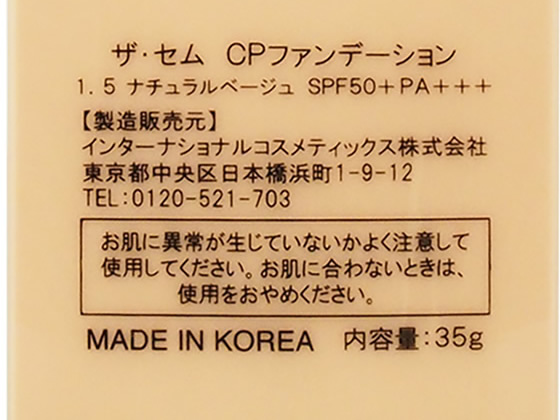 ザ・セム CPファンデーション
1.5 ナチュラルベージュ SPF50+PA+++
【製造販売元】
インターナショナルコスメティックス株式会社
東京都中央区日本橋浜町1-9-12
TEL:0120-521-703
お肌に異常が生じていないかよく注意して
使用してください。お肌に合わないときは、
使用をおやめください。
MADE IN KOREA 内容量:35g